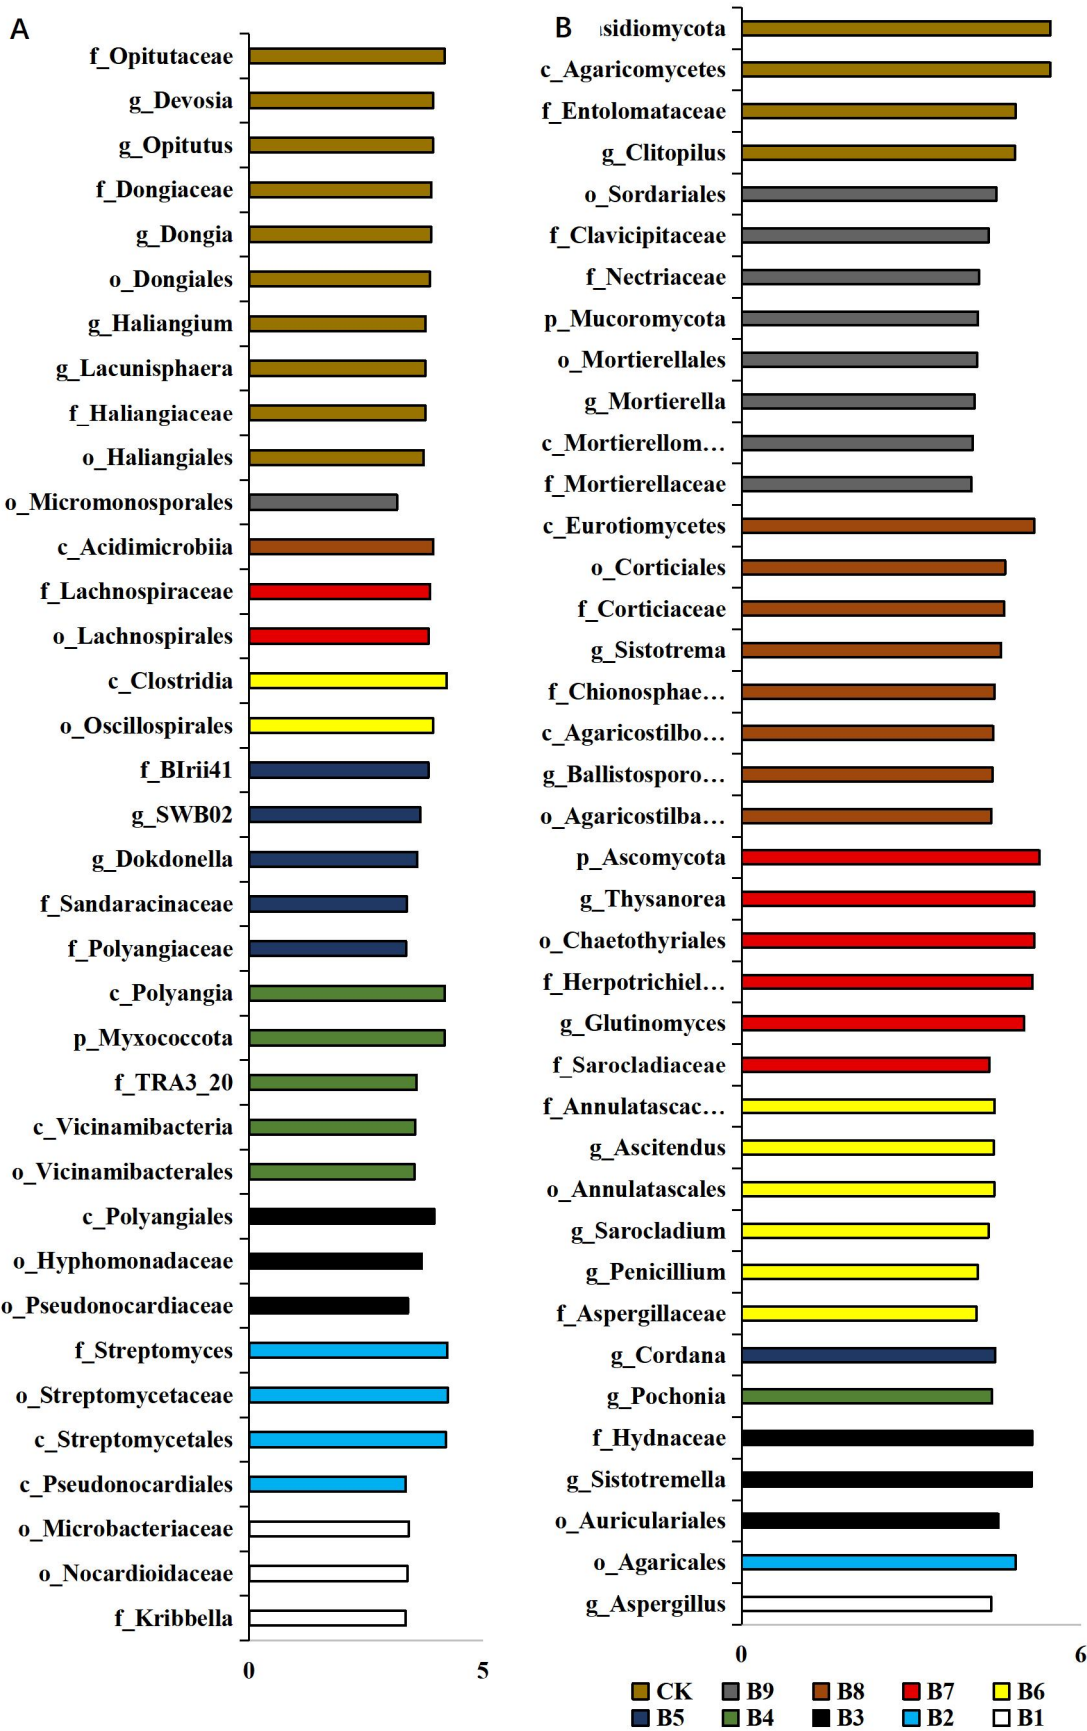 A
f_Opitutaceae
g_Devosia
g_Opitutus
f_Dongiaceae
g_Dongia
o_Dongiales
g_Haliangium
g_Lacunisphaera
f_Haliangiaceae
o_Haliangiales
o_Micromonosporales
c_Acidimicrobiia
f_Lachnospiraceae
o_Lachnospirales
c_Clostridia
o_Oscillospirales
f_BIrii41
g_SWB02
g_Dokdonella
f_Sandaracinaceae
f_Polyangiaceae
c_Polyangia
p_Myxococcota
f_TRA3_20
c_Vicinamibacteria
o_Vicinamibacterales
c_Polyangiales
o_Hyphomonadaceae
o_Pseudonocardiaceae
f_Streptomyces
o_Streptomycetaceae
c_Streptomycetales
c_Pseudonocardiales
o_Microbacteriaceae
o_Nocardioidaceae
f_Kribbella
0 5
B
sidiomycota
c_Agaricomycetes
f_Entolomataceae
g_Clitopilus
o_Sordariales
f_Clavicipitaceae
f_Nectriaceae
p_Mucoromycota
o_Mortierellales
g_Mortierella
c_Mortierellom…
f_Mortierellaceae
c_Eurotiomycetes
o_Corticiales
f_Corticiaceae
g_Sistotrema
f_Chionosphae…
c_Agaricostilbo…
g_Ballistosporo…
o_Agaricostilba…
p_Ascomycota
g_Thysanorea
o_Chaetothyriales
f_Herpotrichiel…
g_Glutinomyces
f_Sarocladiaceae
f_Annulatascac…
g_Ascitendus
o_Annulatascales
g_Sarocladium
g_Penicillium
f_Aspergillaceae
g_Cordana
g_Pochonia
f_Hydnaceae
g_Sistotremella
o_Auriculariales
o_Agaricales
g_Aspergillus
0 6
CK B9 B8 B7 B6
B5 B4 B3 B2 B1